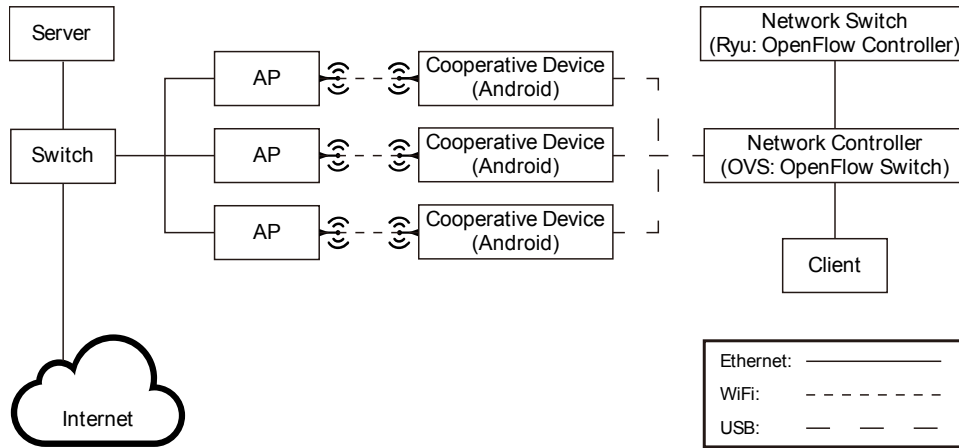 Server
Switch
Internet
AP
Cooperative Device
(Android)
AP
Cooperative Device
(Android)
AP
Cooperative Device
(Android)
Network Switch
(Ryu: OpenFlow Controller)
Network Controller
(OVS: OpenFlow Switch)
Client
Ethernet:
WiFi:
USB: